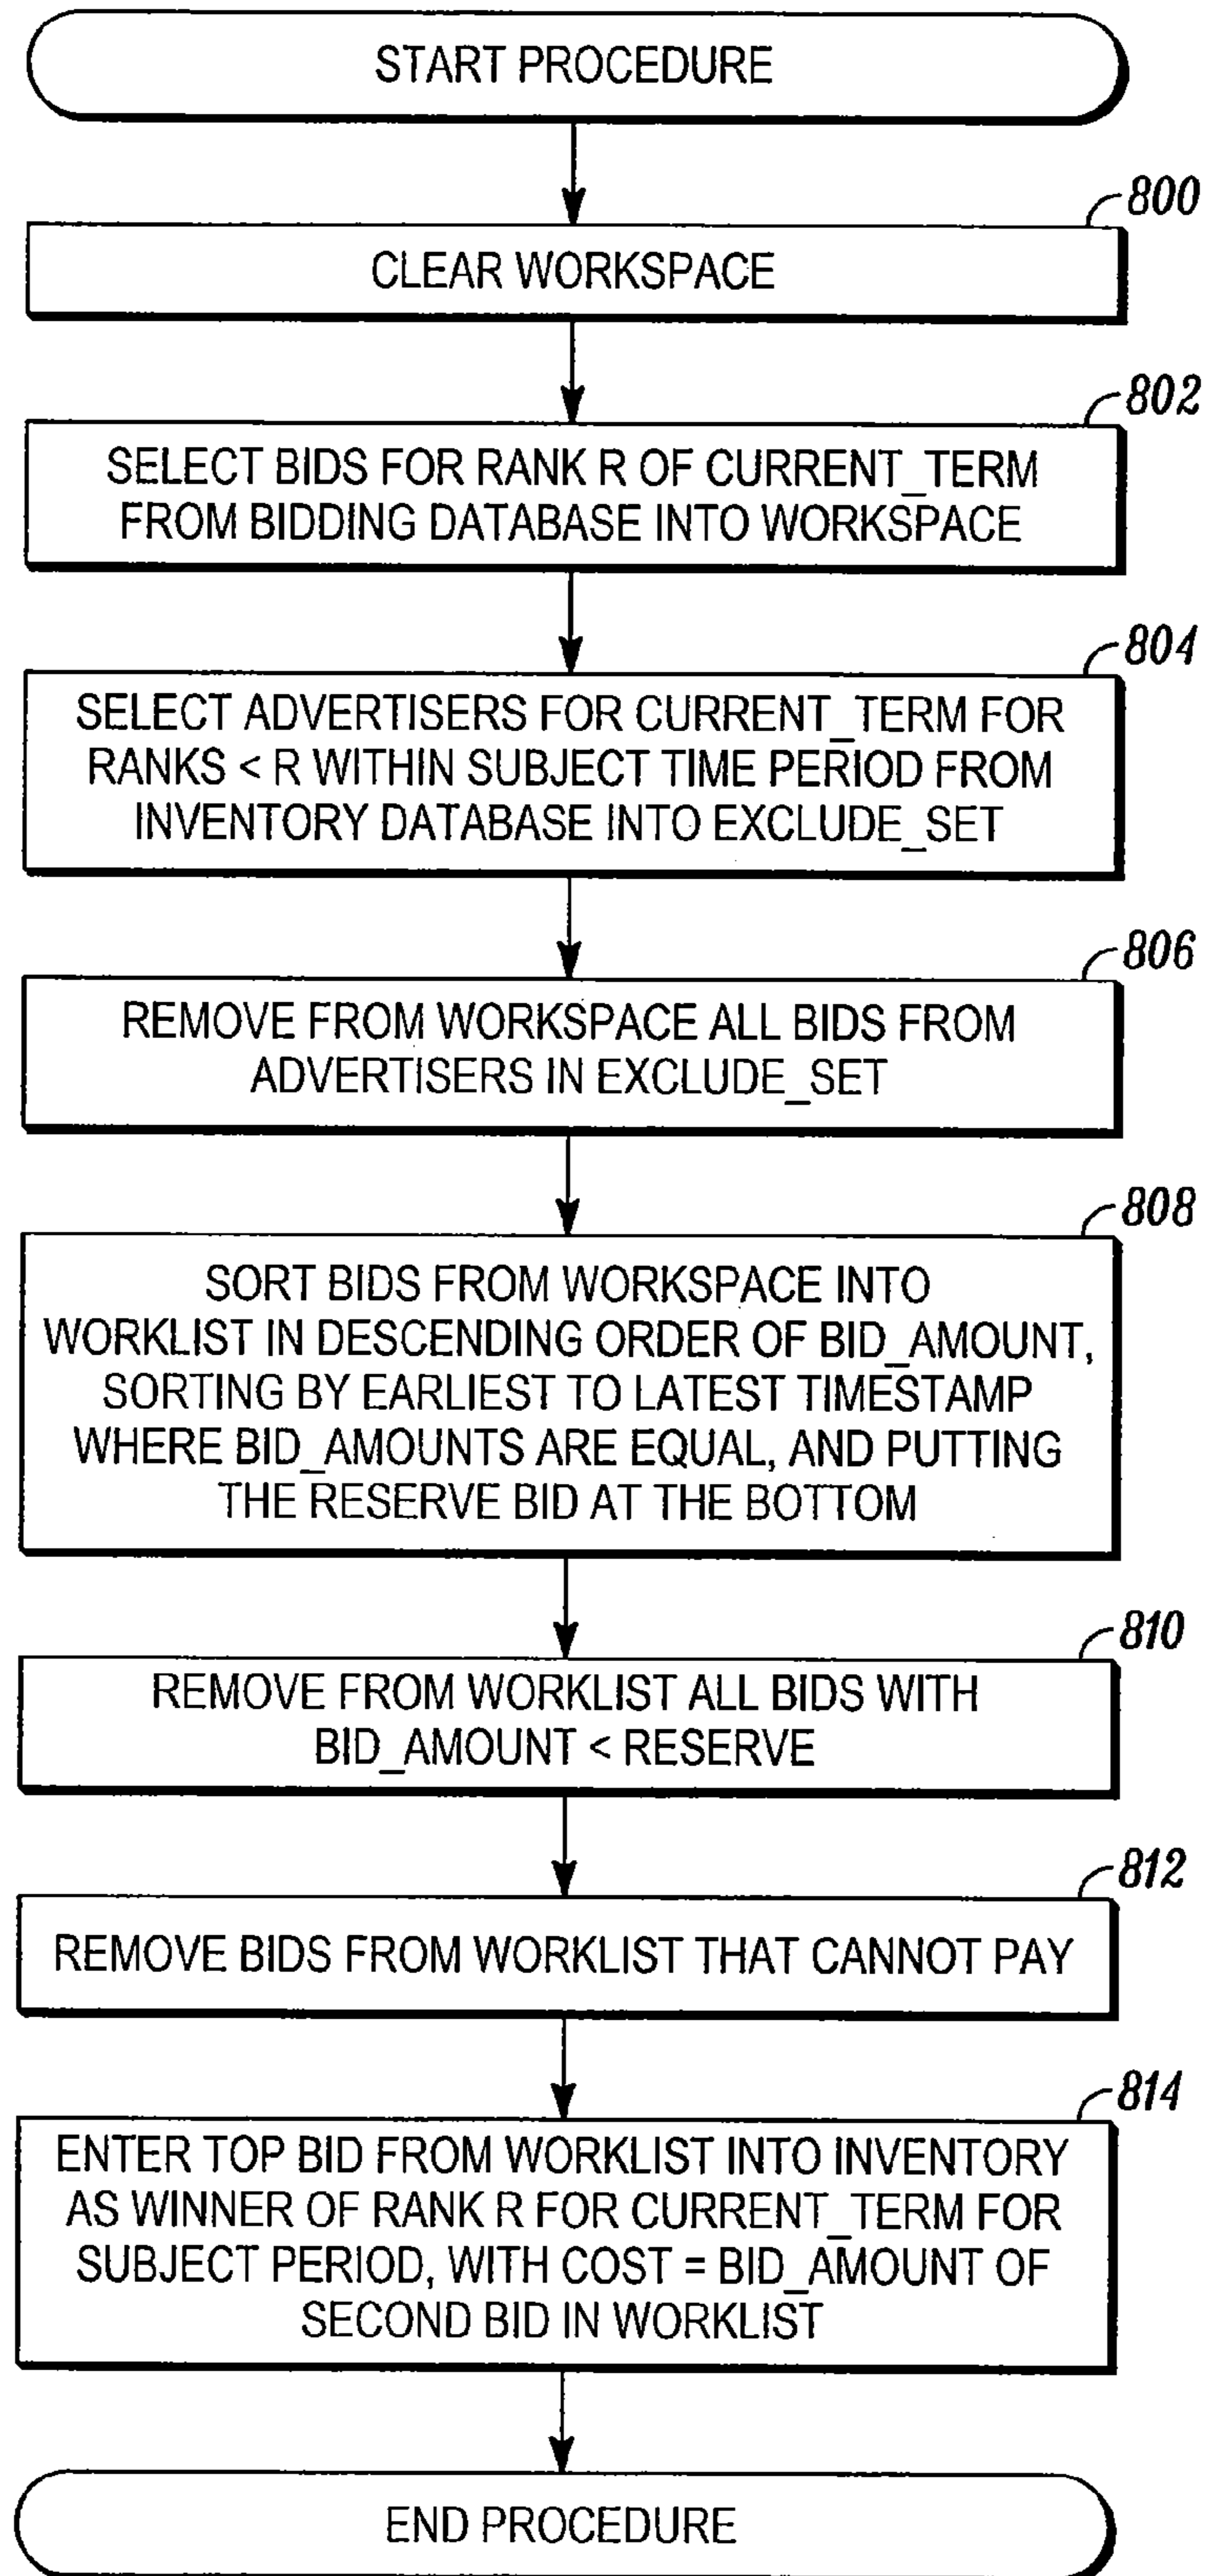 START PROCEDURE
800
CLEAR WORKSPACE
802
SELECT BIDS FOR RANK R OF CURRENT_TERM
FROM BIDDING DATABASE INTO WORKSPACE
804
SELECT ADVERTISERS FOR CURRENT_TERM FOR
RANKS < R WITHIN SUBJECT TIME PERIOD FROM
INVENTORY DATABASE INTO EXCLUDE_SET
806
REMOVE FROM WORKSPACE ALL BIDS FROM
ADVERTISERS IN EXCLUDE_SET
808
SORT BIDS FROM WORKSPACE INTO
WORKLIST IN DESCENDING ORDER OF BID_AMOUNT,
SORTING BY EARLIEST TO LATEST TIMESTAMP
WHERE BID_AMOUNTS ARE EQUAL, AND PUTTING
THE RESERVE BID AT THE BOTTOM
810
REMOVE FROM WORKLIST ALL BIDS WITH
BID_AMOUNT < RESERVE
812
REMOVE BIDS FROM WORKLIST THAT CANNOT PAY
814
ENTER TOP BID FROM WORKLIST INTO INVENTORY
AS WINNER OF RANK R FOR CURRENT_TERM FOR
SUBJECT PERIOD, WITH COST = BID_AMOUNT OF
SECOND BID IN WORKLIST
END PROCEDURE